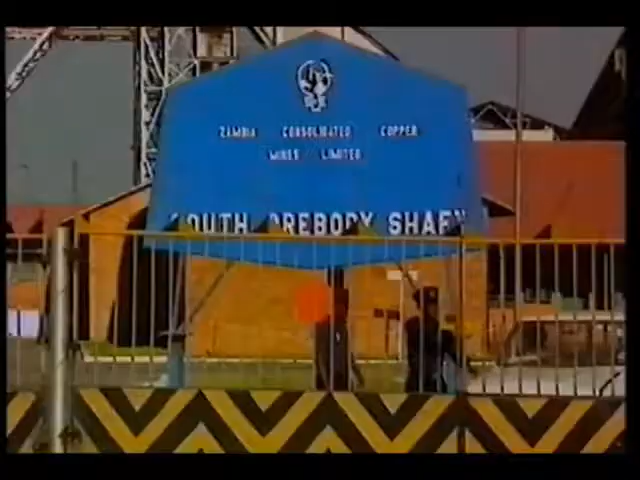 ZAMBIA CONSOLIDATED COPPER
MINES LIMITED
SOUTH OREBODY SHAFT